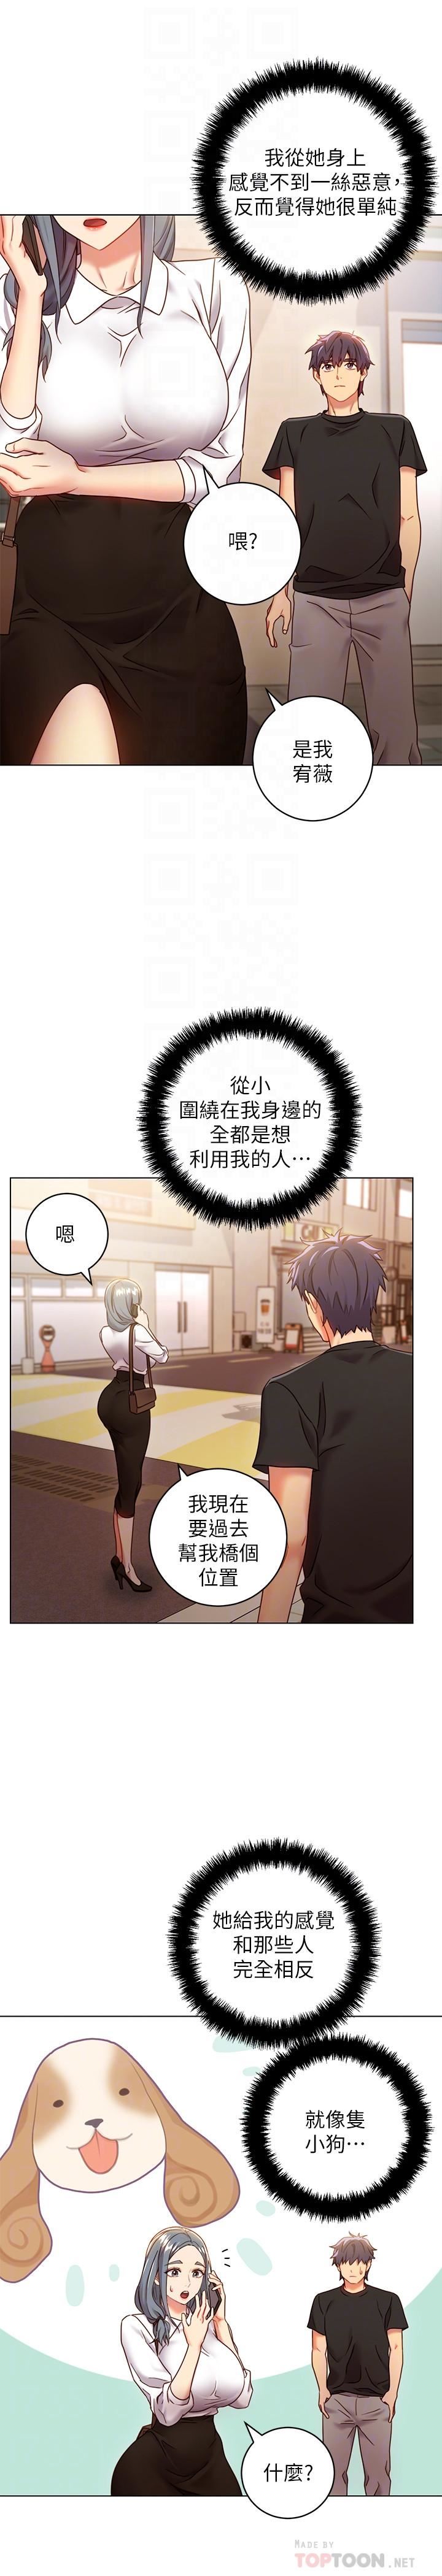 我從她身上
感覺不到一絲惡意，
反而覺得她很單純
喂?
是我
宥薇
從小
圍繞在我身邊的
全都是想
利用我的人…
嗯
我現在
要過去
幫我橋個
位置
她給我的感覺
和那些人
完全相反
就像隻
小狗…
什麼?
MADE BY
TOPTOON.NET